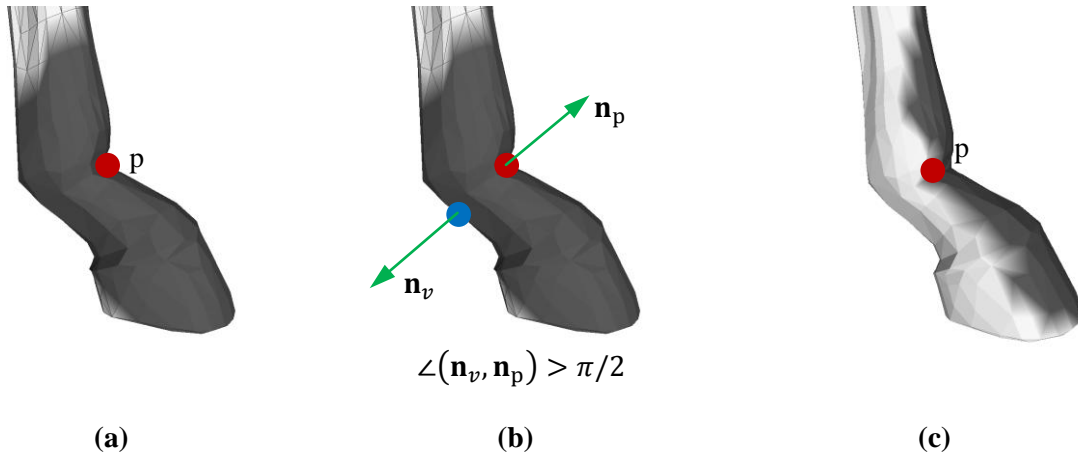 p
n_p
n_v
∠(n_v, n_p) > π/2
p
(a)
(b)
(c)